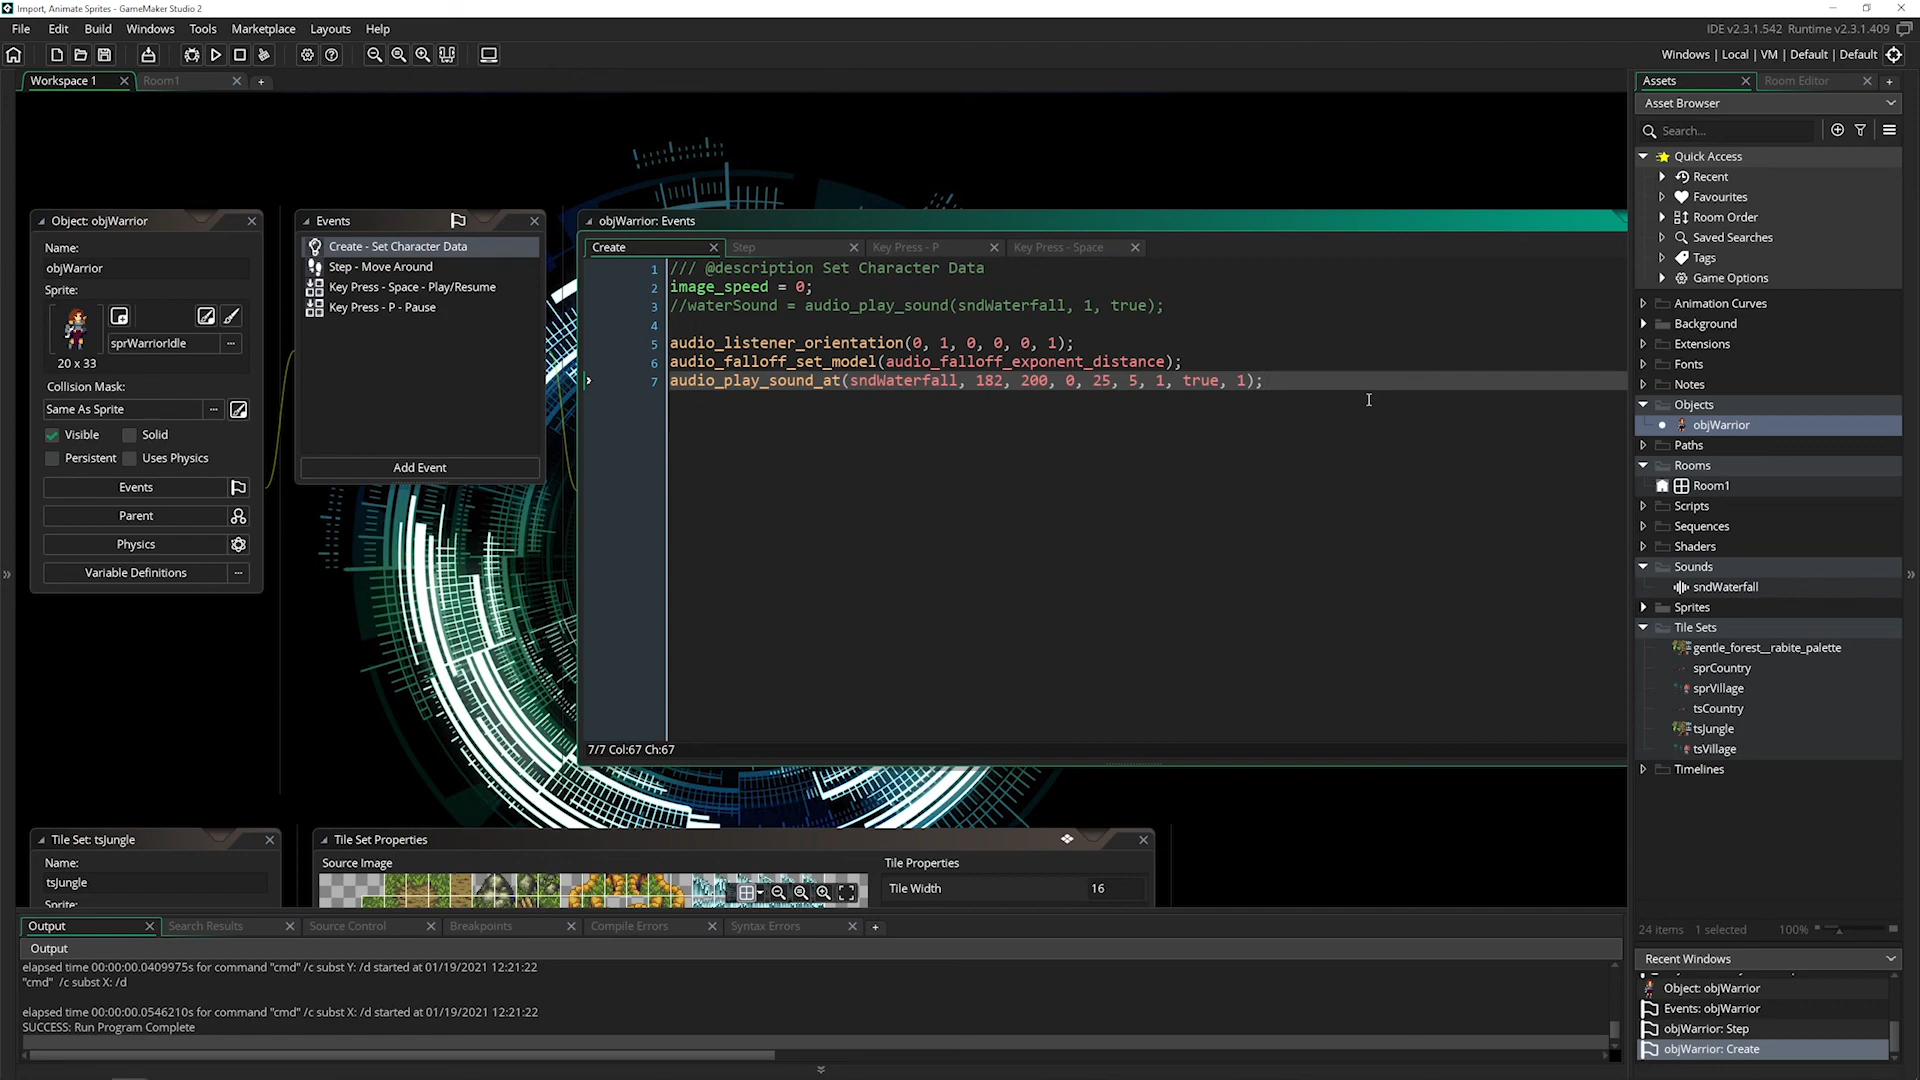 Import, Animate Sprites - GameMaker Studio 2
File Edit Build Windows Tools Marketplace Layouts Help
IDE v2.3.1.542 Runtime v2.3.1.409
Windows | Local | VM | Default | Default
Workspace 1
Room1
Object: objWarrior
Name:
objWarrior
Sprite:
sprWarriorIdle
20 x 33
Collision Mask:
Same As Sprite
Visible
Solid
Persistent
Uses Physics
Events
Parent
Physics
Variable Definitions
Events
Create - Set Character Data
Step - Move Around
Key Press - Space - Play/Resume
Key Press - P - Pause
Add Event
objWarrior: Events
Create
Step
Key Press - P
Key Press - Space
1 /// @description Set Character Data
2 image_speed = 0;
3 //waterSound = audio_play_sound(sndWaterfall, 1, true);
4
5 audio_listener_orientation(0, 1, 0, 0, 0, 1);
6 audio_falloff_set_model(audio_falloff_exponent_distance);
7 audio_play_sound_at(sndWaterfall, 182, 200, 0, 25, 5, 1, true, 1);
7/7 Col:67 Ch:67
Tile Set: tsJungle
Name:
tsJungle
Sprite:
Tile Set Properties
Source Image
Tile Properties
Tile Width
16
Output
Search Results
Source Control
Breakpoints
Compile Errors
Syntax Errors
Output
elapsed time 00:00:00.0409975s for command "cmd" /c subst Y: /d started at 01/19/2021 12:21:22
"cmd" /c subst X: /d
elapsed time 00:00:00.0546210s for command "cmd" /c subst X: /d started at 01/19/2021 12:21:22
SUCCESS: Run Program Complete
Assets
Room Editor
Asset Browser
Search...
Quick Access
Recent
Favourites
Room Order
Saved Searches
Tags
Game Options
Animation Curves
Background
Extensions
Fonts
Notes
Objects
objWarrior
Paths
Rooms
Room1
Scripts
Sequences
Shaders
Sounds
sndWaterfall
Sprites
Tile Sets
gentle_forest__rabite_palette
sprCountry
sprVillage
tsCountry
tsJungle
tsVillage
Timelines
24 items 1 selected 100%
Recent Windows
Object: objWarrior
Events: objWarrior
objWarrior: Step
objWarrior: Create